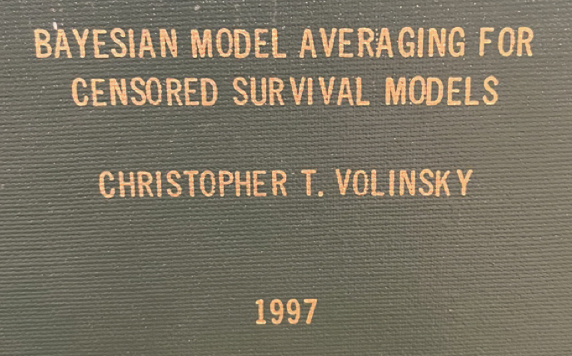 BAYESIAN MODEL AVERAGING FOR
CENSORED SURVIVAL MODELS
CHRISTOPHER T. VOLINSKY
1997